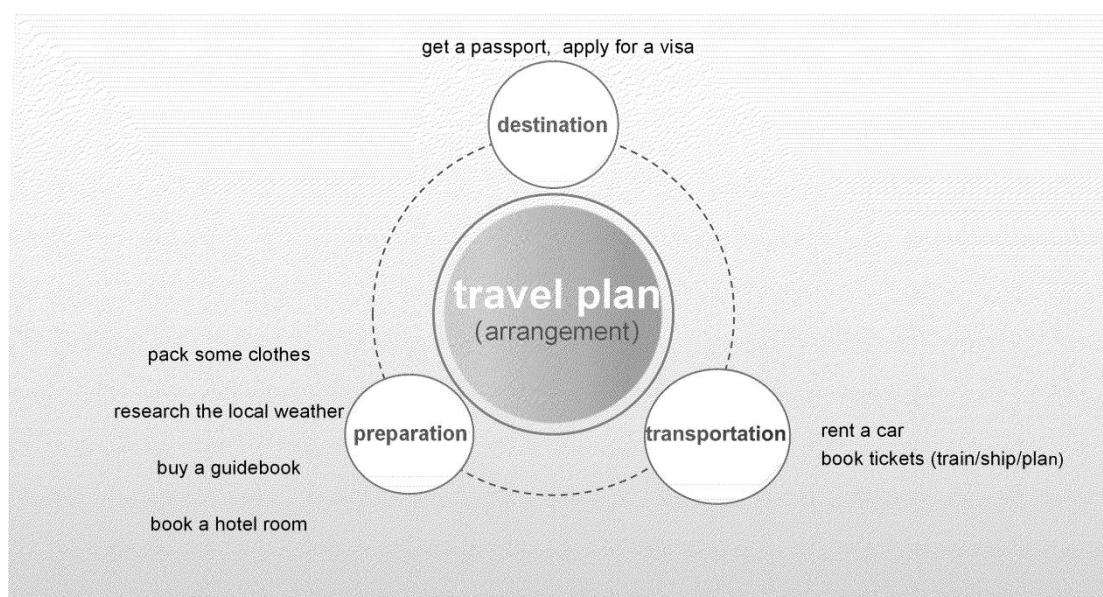 get a passport, apply for a visa
destination
travel plan
(arrangement)
pack some clothes
research the local weather
buy a guidebook
book a hotel room
preparation
transportation
rent a car
book tickets (train/ship/plan)